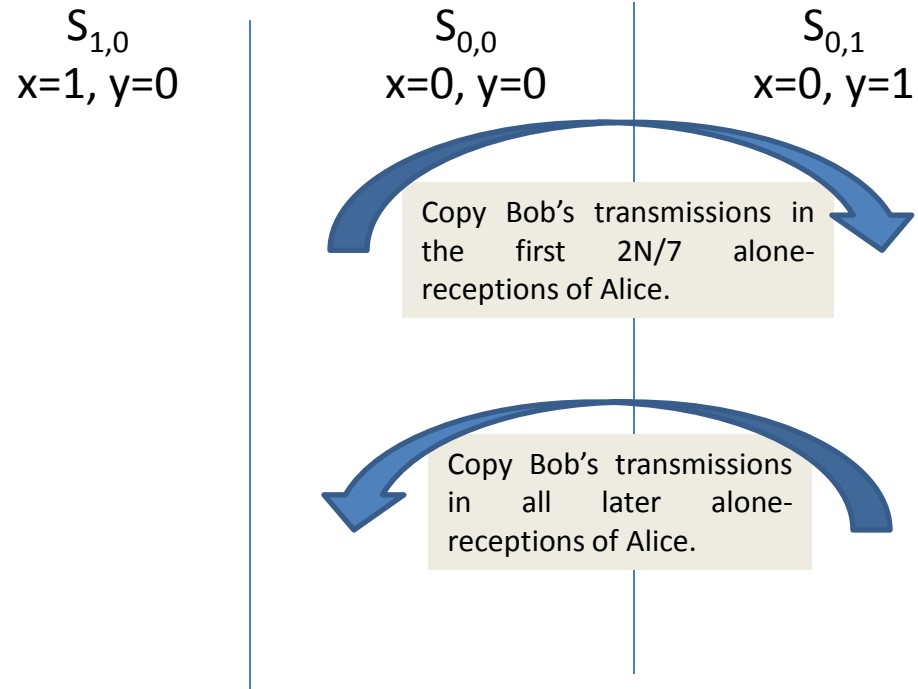 S1,0
x=1, y=0
S0,0
x=0, y=0
S0,1
x=0, y=1
Copy Bob’s transmissions in
the first 2N/7 alone-
receptions of Alice.
Copy Bob’s transmissions
in all later alone-
receptions of Alice.